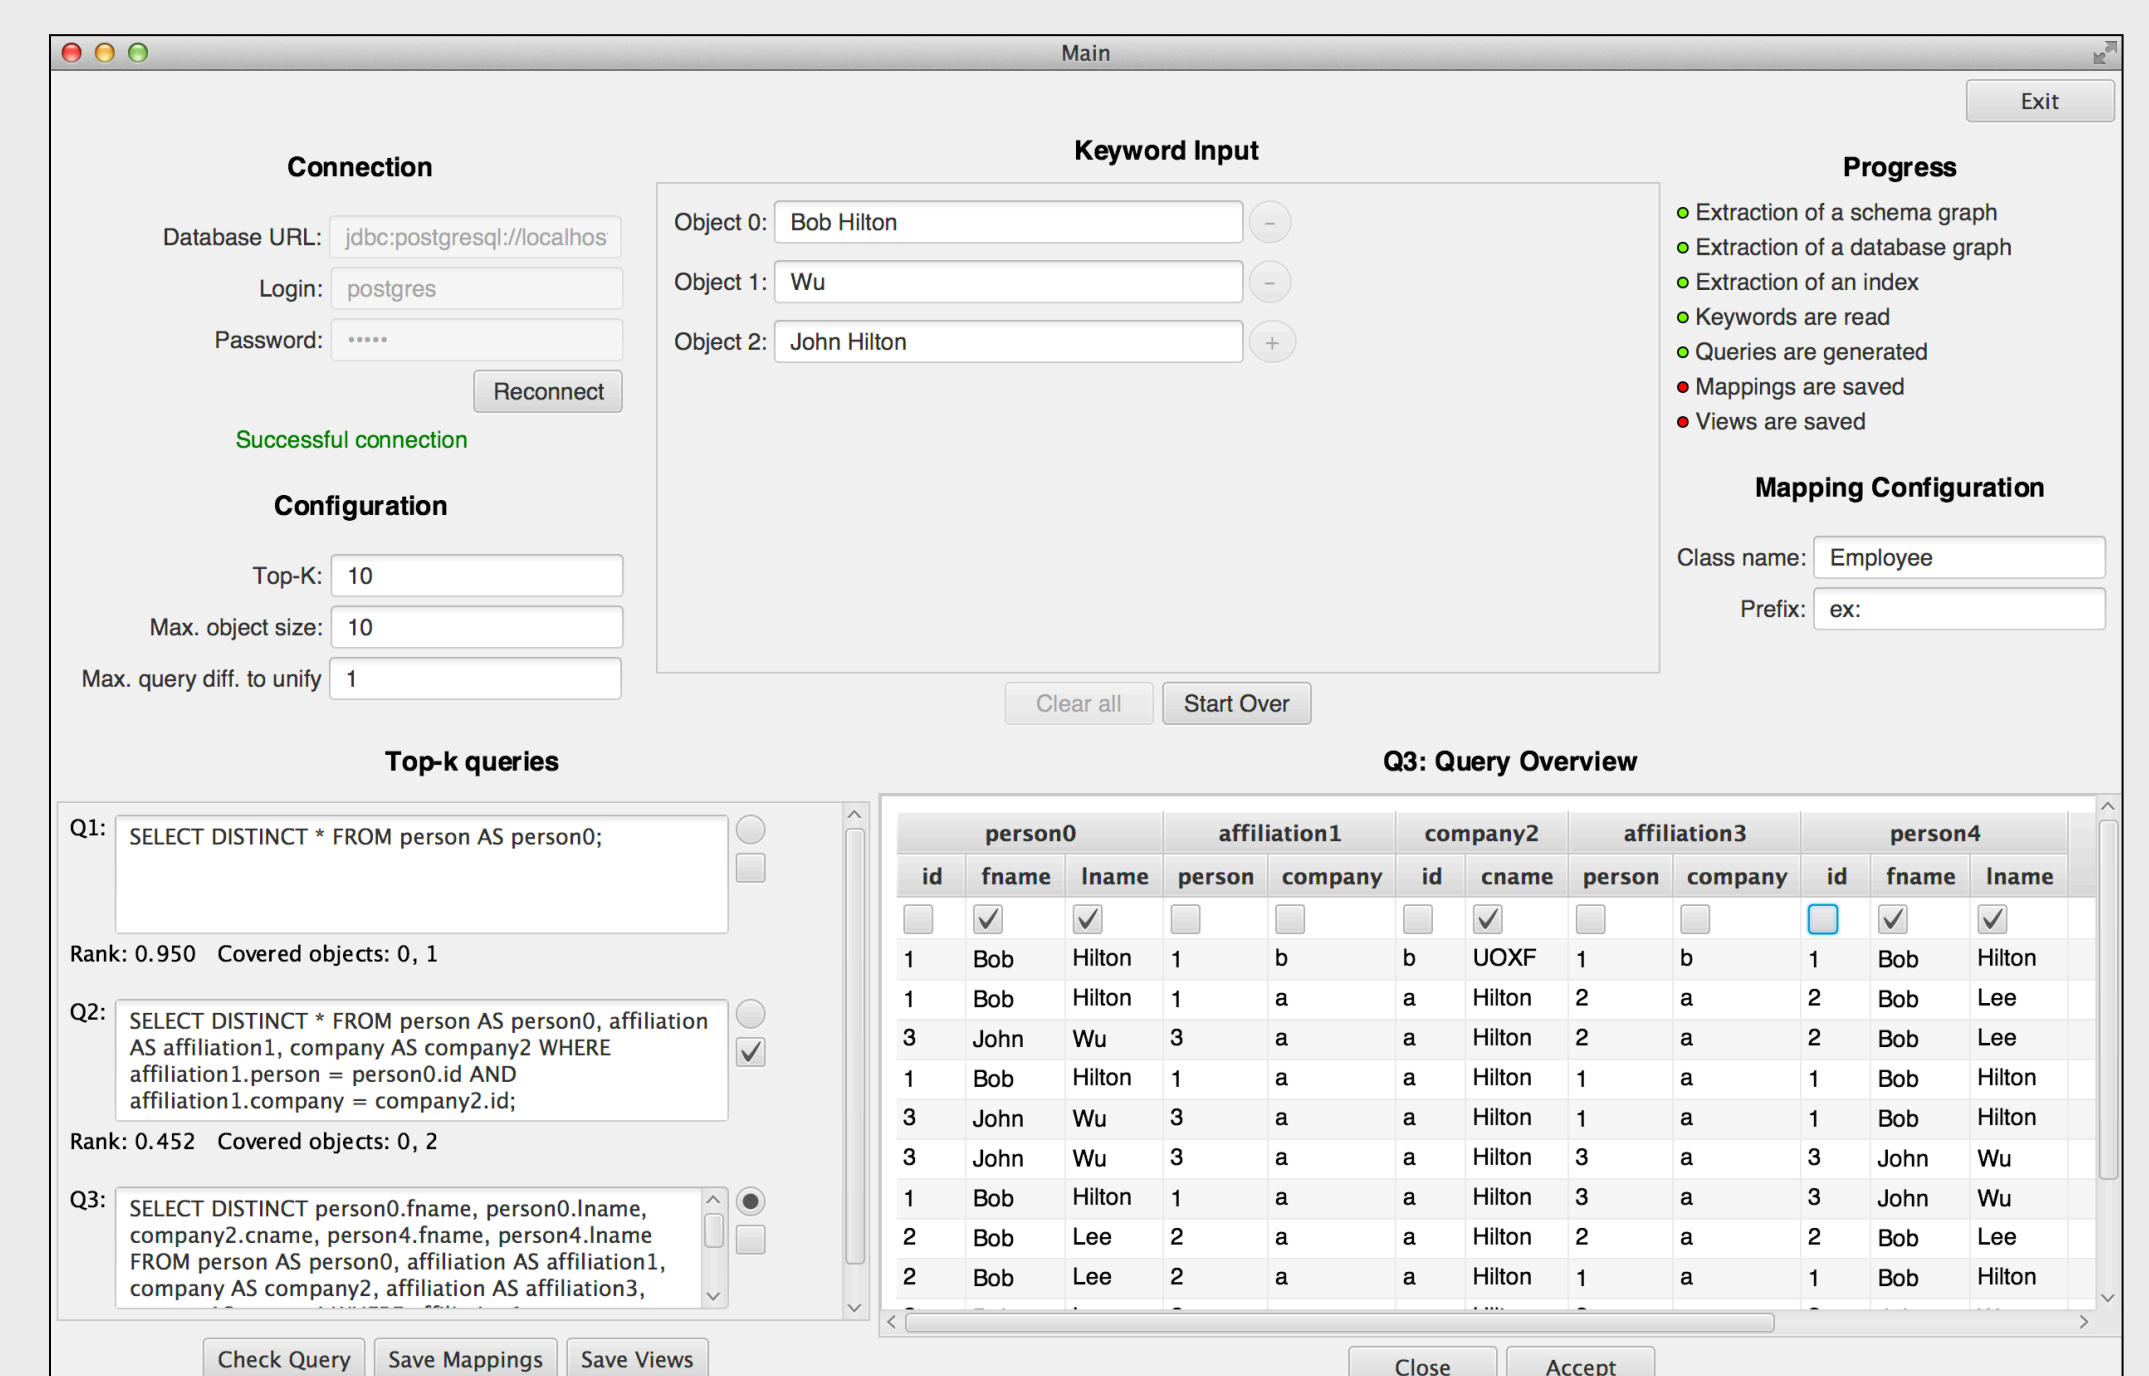 Main
Exit
Connection
Database URL: jdbc:postgresql://localhos
Login: postgres
Password: •••••
Reconnect
Successful connection
Configuration
Top-K: 10
Max. object size: 10
Max. query diff. to unify 1
Keyword Input
Object 0: Bob Hilton −
Object 1: Wu −
Object 2: John Hilton +
Clear all Start Over
Progress
Extraction of a schema graph
Extraction of a database graph
Extraction of an index
Keywords are read
Queries are generated
Mappings are saved
Views are saved
Mapping Configuration
Class name: Employee
Prefix: ex:
Top-k queries
Q1: SELECT DISTINCT * FROM person AS person0;
Rank: 0.950 Covered objects: 0, 1
Q2: SELECT DISTINCT * FROM person AS person0, affiliation
AS affiliation1, company AS company2 WHERE
affiliation1.person = person0.id AND
affiliation1.company = company2.id;
Rank: 0.452 Covered objects: 0, 2
Q3: SELECT DISTINCT person0.fname, person0.lname,
company2.cname, person4.fname, person4.lname
FROM person AS person0, affiliation AS affiliation1,
company AS company2, affiliation AS affiliation3,
Check Query Save Mappings Save Views
Q3: Query Overview
person0 affiliation1 company2 affiliation3 person4
id fname lname person company id cname person company id fname lname
1 Bob Hilton 1 b b UOXF 1 b 1 Bob Hilton
1 Bob Hilton 1 a a Hilton 2 a 2 Bob Lee
3 John Wu 3 a a Hilton 2 a 2 Bob Lee
1 Bob Hilton 1 a a Hilton 1 a 1 Bob Hilton
3 John Wu 3 a a Hilton 1 a 1 Bob Hilton
3 John Wu 3 a a Hilton 3 a 3 John Wu
1 Bob Hilton 1 a a Hilton 3 a 3 John Wu
2 Bob Lee 2 a a Hilton 2 a 2 Bob Lee
2 Bob Lee 2 a a Hilton 1 a 1 Bob Hilton
Close Accept